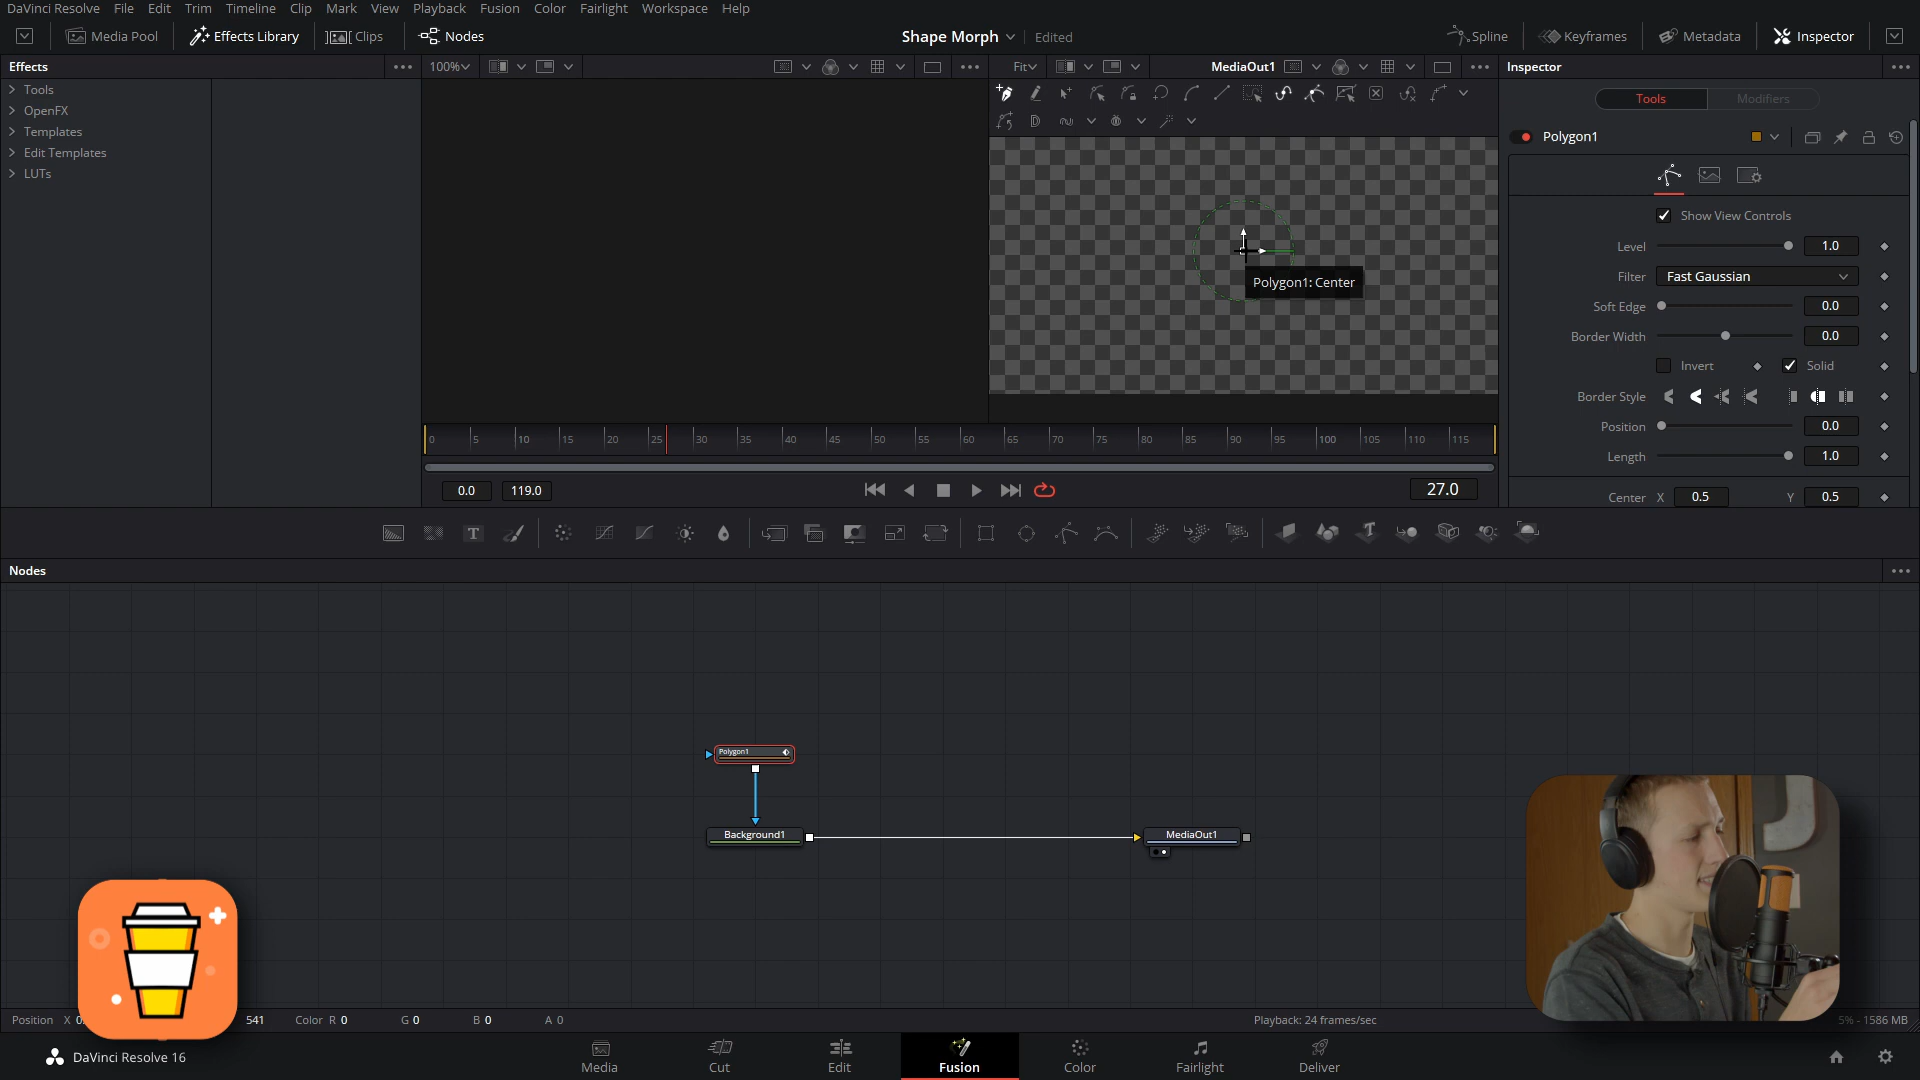 DaVinci Resolve File Edit Trim Timeline Clip Mark View Playback Fusion Color Fairlight Workspace Help
Media Pool Effects Library Clips Nodes Shape Morph Edited Spline Keyframes Metadata Inspector
Effects 100% Fit MediaOut1 Inspector
Tools
OpenFX
Templates
Edit Templates
LUTs
Polygon1: Center
Tools Modifiers
Polygon1
Show View Controls
Level 1.0
Filter Fast Gaussian
Soft Edge 0.0
Border Width 0.0
Invert Solid
Border Style
Position 0.0
Length 1.0
Center X 0.5 Y 0.5
0 5 10 15 20 25 30 35 40 45 50 55 60 65 70 75 80 85 90 95 100 105 110 115
0.0 119.0 27.0
Nodes
Polygon1
Background1
MediaOut1
Position X 0. 541 Color R 0 G 0 B 0 A 0 Playback: 24 frames/sec 5% - 1586 MB
DaVinci Resolve 16 Media Cut Edit Fusion Color Fairlight Deliver